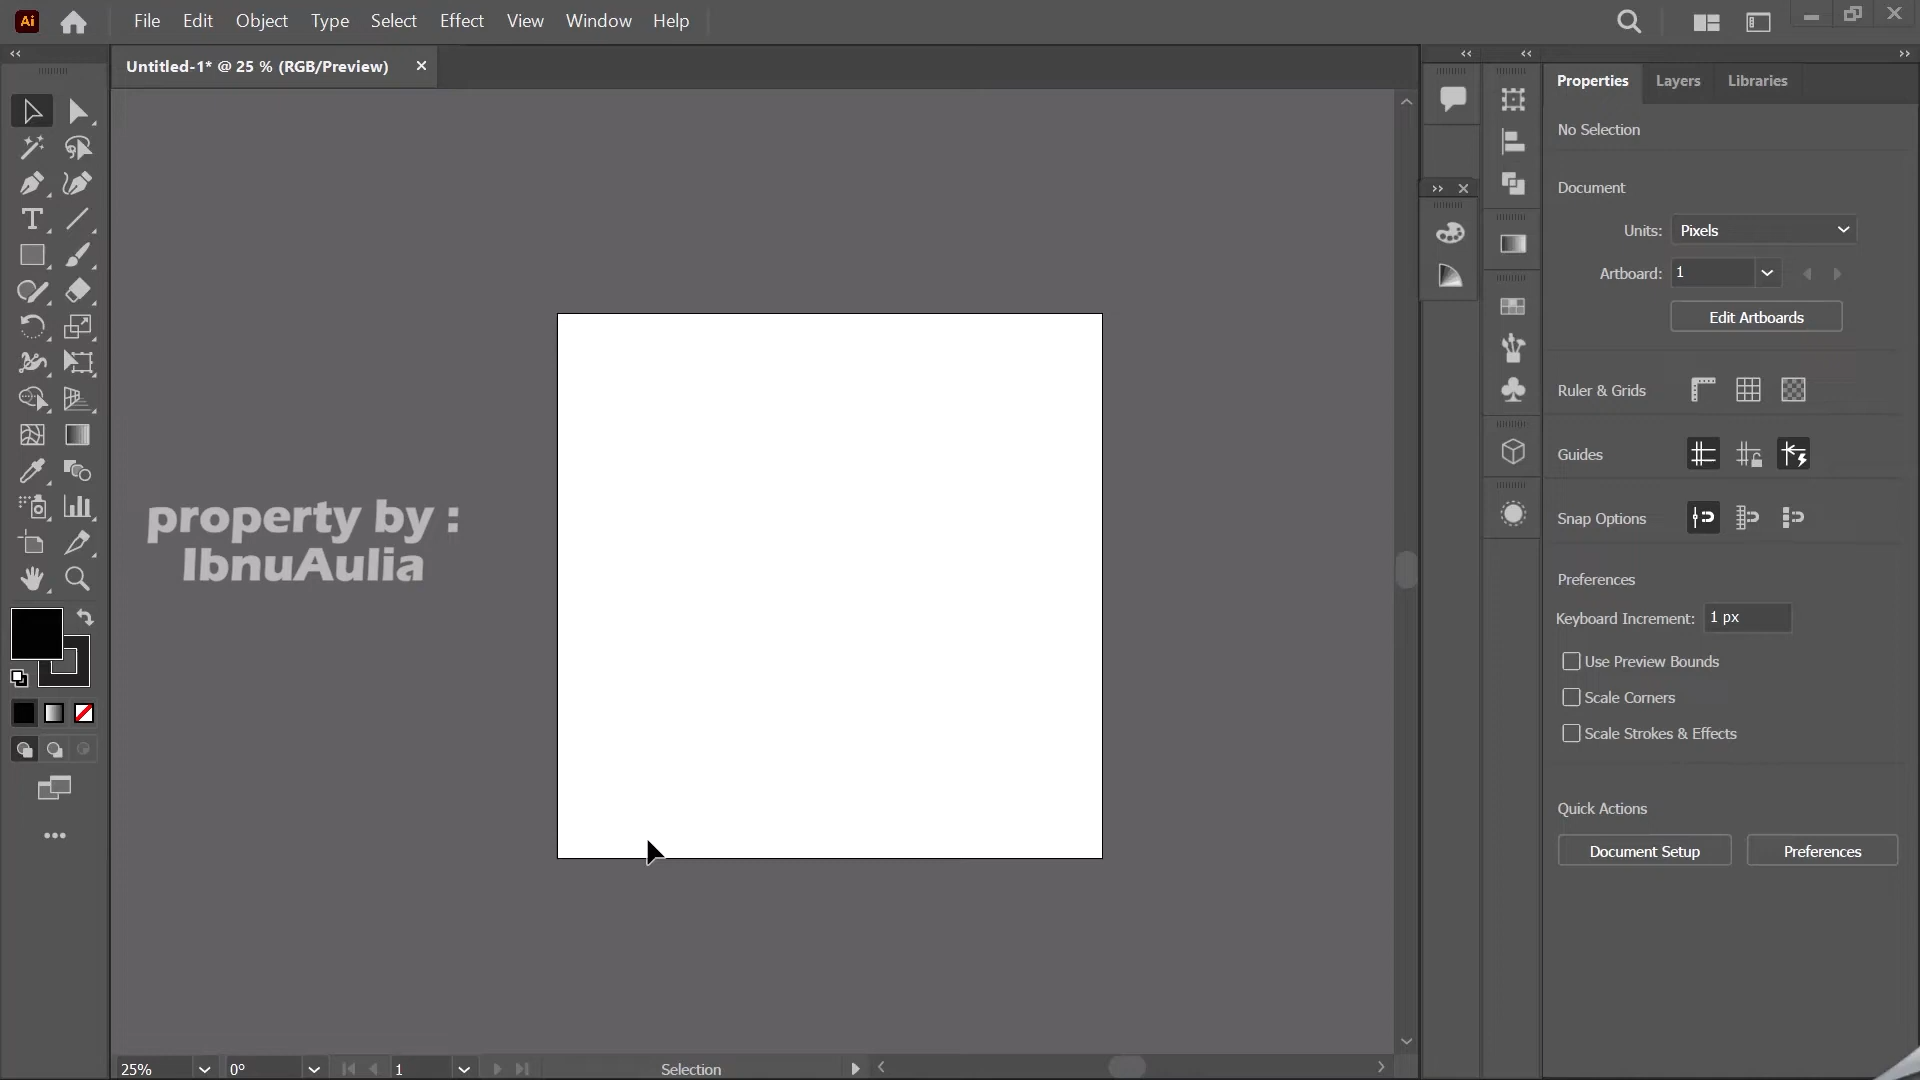 Ai
File Edit Object Type Select Effect View Window Help
Untitled-1* @ 25 % (RGB/Preview)
Properties Layers Libraries
No Selection
Document
Units: Pixels
Artboard: 1
Edit Artboards
Ruler & Grids
Guides
Snap Options
property by :
IbnuAulia
Preferences
Keyboard Increment: 1 px
Use Preview Bounds
Scale Corners
Scale Strokes & Effects
Quick Actions
Document Setup Preferences
25% 0° 1 Selection